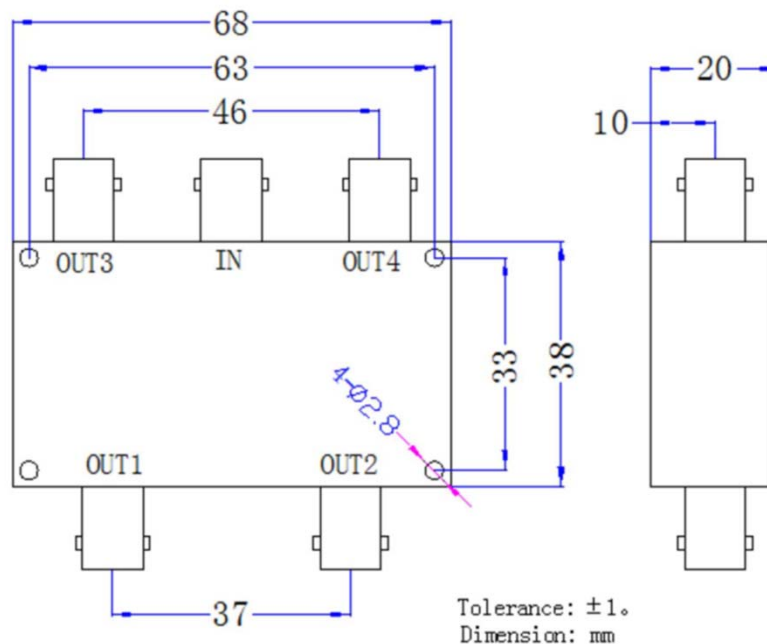 68
63
20
46
10
OUT3 IN OUT4
33
38
4-Ø2.8
OUT1 OUT2
37
Tolerance: ±1。
Dimension: mm